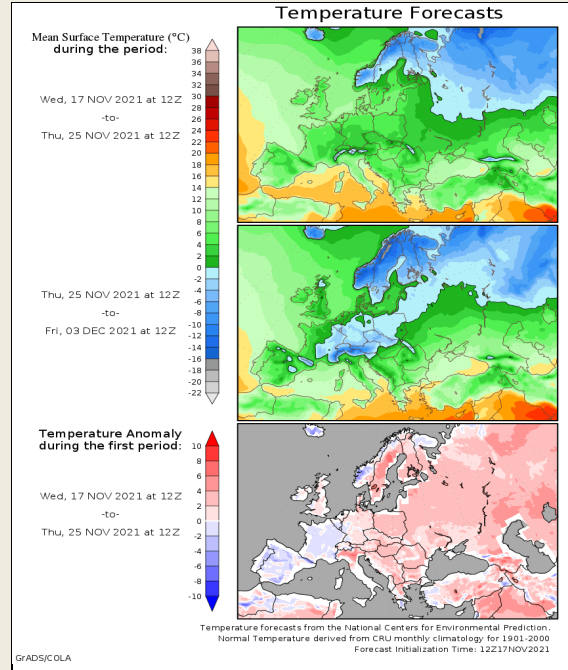 Temperature Forecasts
Mean Surface Temperature (°C)
during the period:
Wed, 17 NOV 2021 at 12Z
-to-
Thu, 25 NOV 2021 at 12Z
38
36
34
32
30
28
26
24
22
20
18
16
14
12
10
8
6
4
2
0
-2
-4
-6
-8
-10
-12
-14
-16
-18
-20
-22
Thu, 25 NOV 2021 at 12Z
-to-
Fri, 03 DEC 2021 at 12Z
Temperature Anomaly
during the first period:
Wed, 17 NOV 2021 at 12Z
-to-
Thu, 25 NOV 2021 at 12Z
10
8
6
4
2
0
-2
-4
-6
-8
-10
Temperature forecasts from the National Centers for Environmental Prediction.
Normal Temperature derived from CRU monthly climatology for 1901-2000
Forecast Initialization Time: 12Z17NOV2021
GrADS/COLA